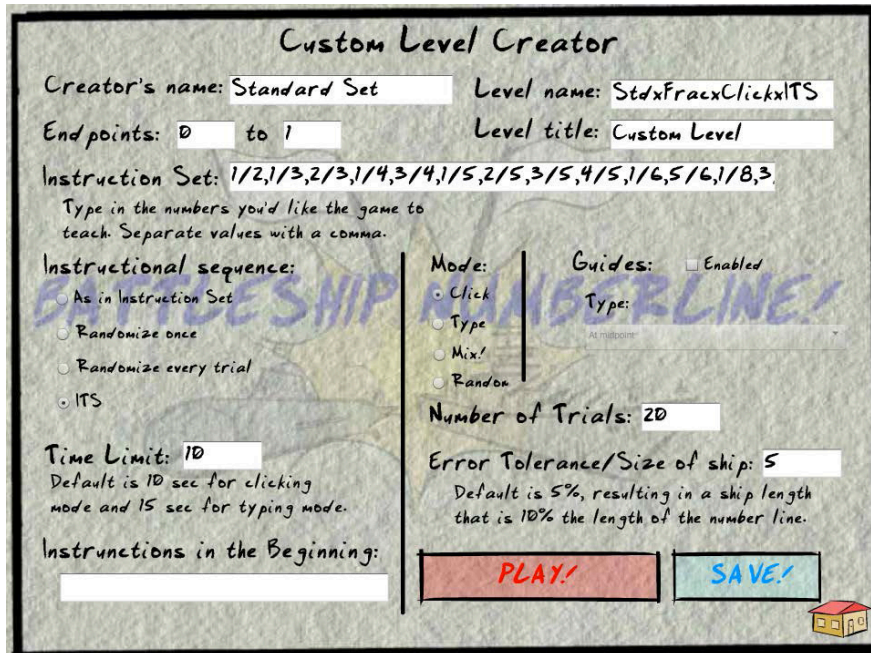 Custom Level Creator
Creator's name: Standard Set
Level name: StdxFracxClickxITS
Endpoints: 0 to 1
Level title: Custom Level
Instruction Set: 1/2,1/3,2/3,1/4,3/4,1/5,2/5,3/5,4/5,1/6,5/6,1/8,3
Type in the numbers you'd like the game to
teach. Separate values with a comma.
Instructional sequence:
As in Instruction Set
Randomize once
Randomize every trial
ITS
Mode:
Click
Type
Mix!
Random
Guides: Enabled
Type:
At midpoint
BATTLESHIP NUMBERLINE!
Number of Trials: 20
Time Limit: 10
Default is 10 sec for clicking
mode and 15 sec for typing mode.
Error Tolerance/Size of ship: 5
Default is 5%, resulting in a ship length
that is 10% the length of the number line.
Instrunctions in the Beginning:
PLAY!
SAVE!